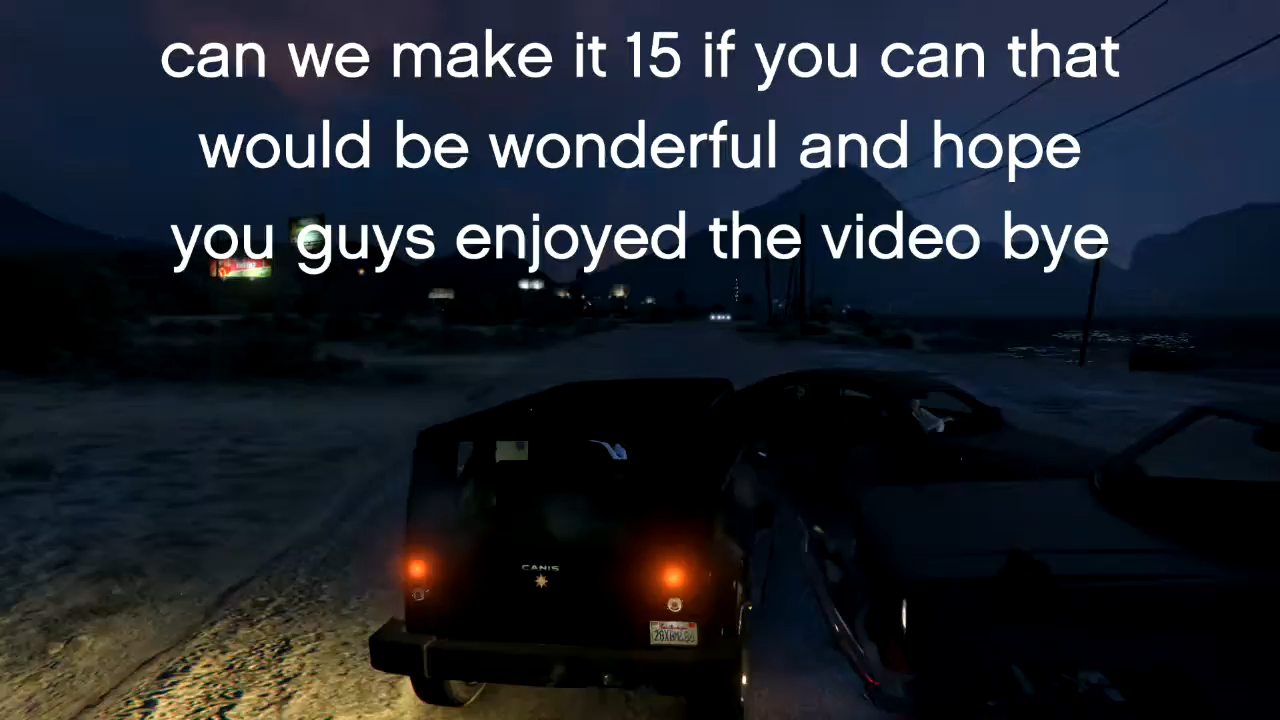 can we make it 15 if you can that
would be wonderful and hope
you guys enjoyed the video bye
CANIS